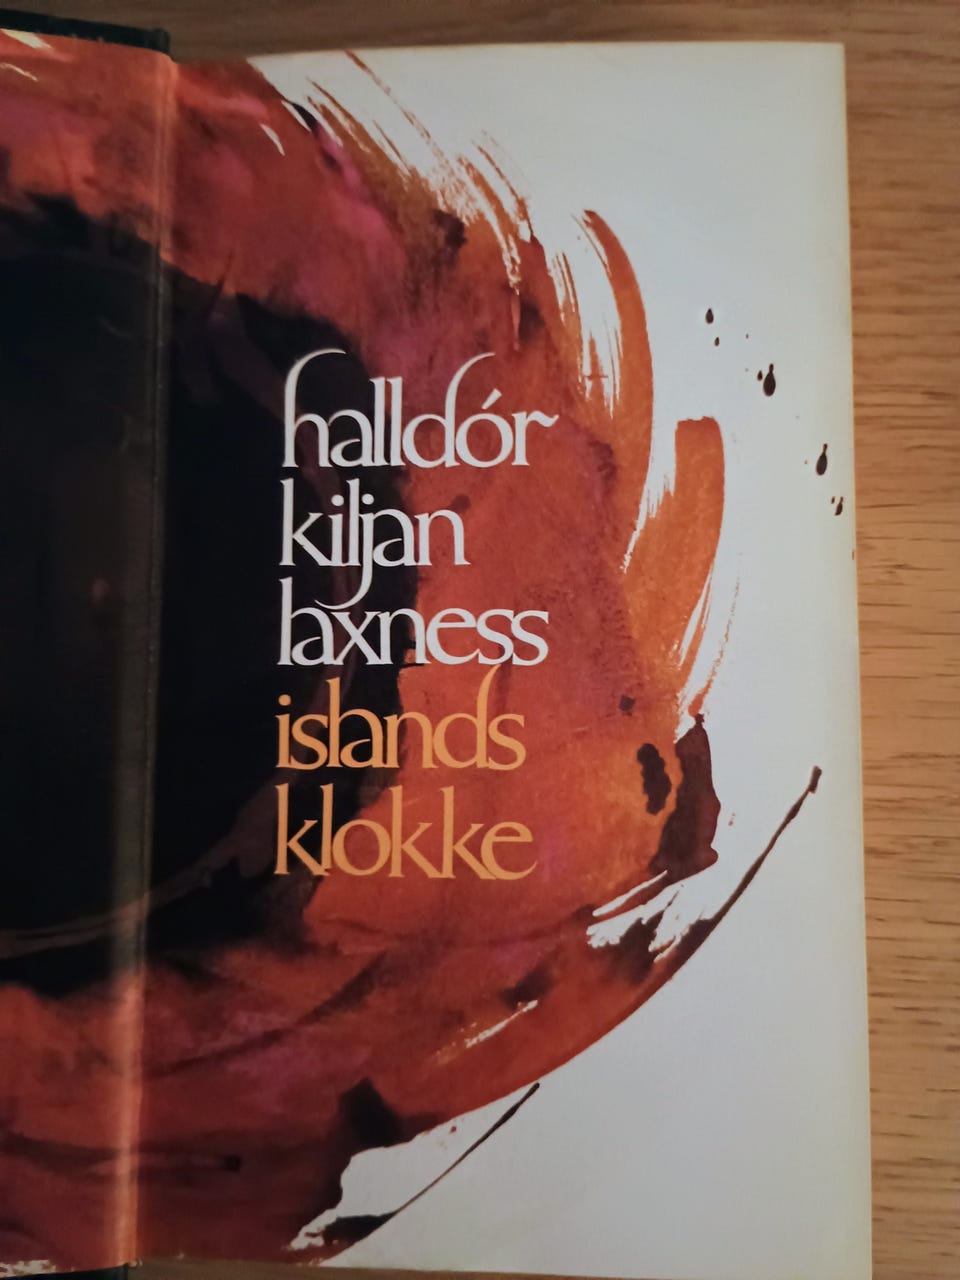 halldór
kiljan
laxness
islands
klokke